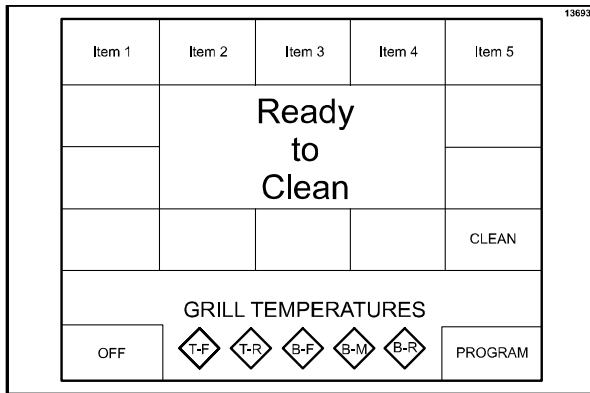 13693
Item 1 Item 2 Item 3 Item 4 Item 5
Ready
to
Clean
CLEAN
GRILL TEMPERATURES
OFF T-F T-R B-F B-M B-R PROGRAM